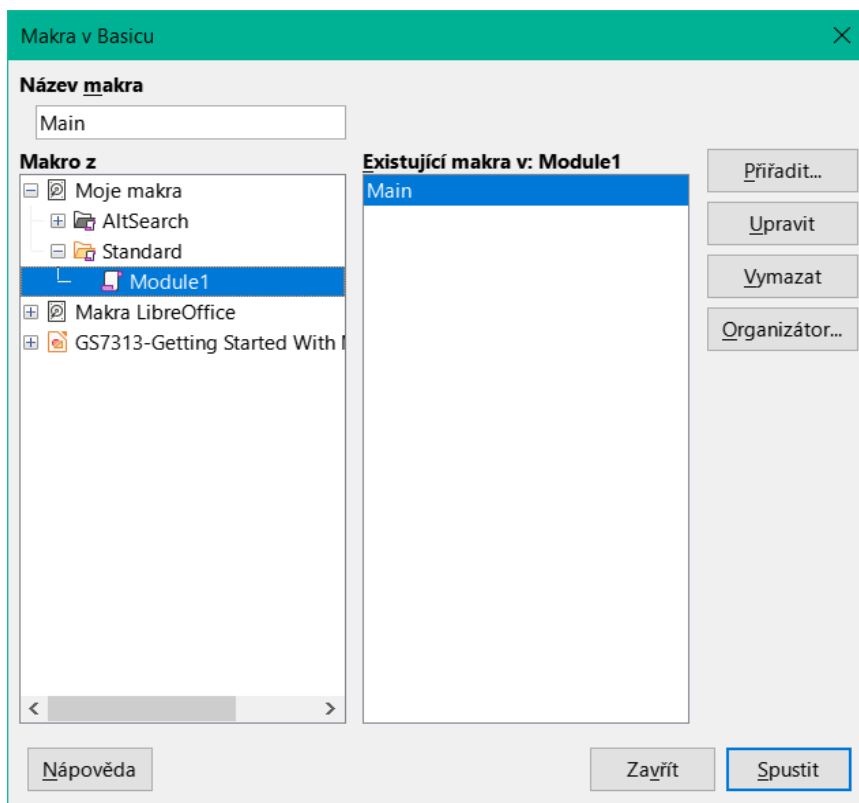 Makra v Basicu
Název makra
Main
Makro z
Moje makra
AltSearch
Standard
Module1
Makra LibreOffice
GS7313-Getting Started With
Existující makra v: Module1
Main
Přiřadit...
Upravit
Vymazat
Organizátor...
Nápověda
Zavřít
Spustit